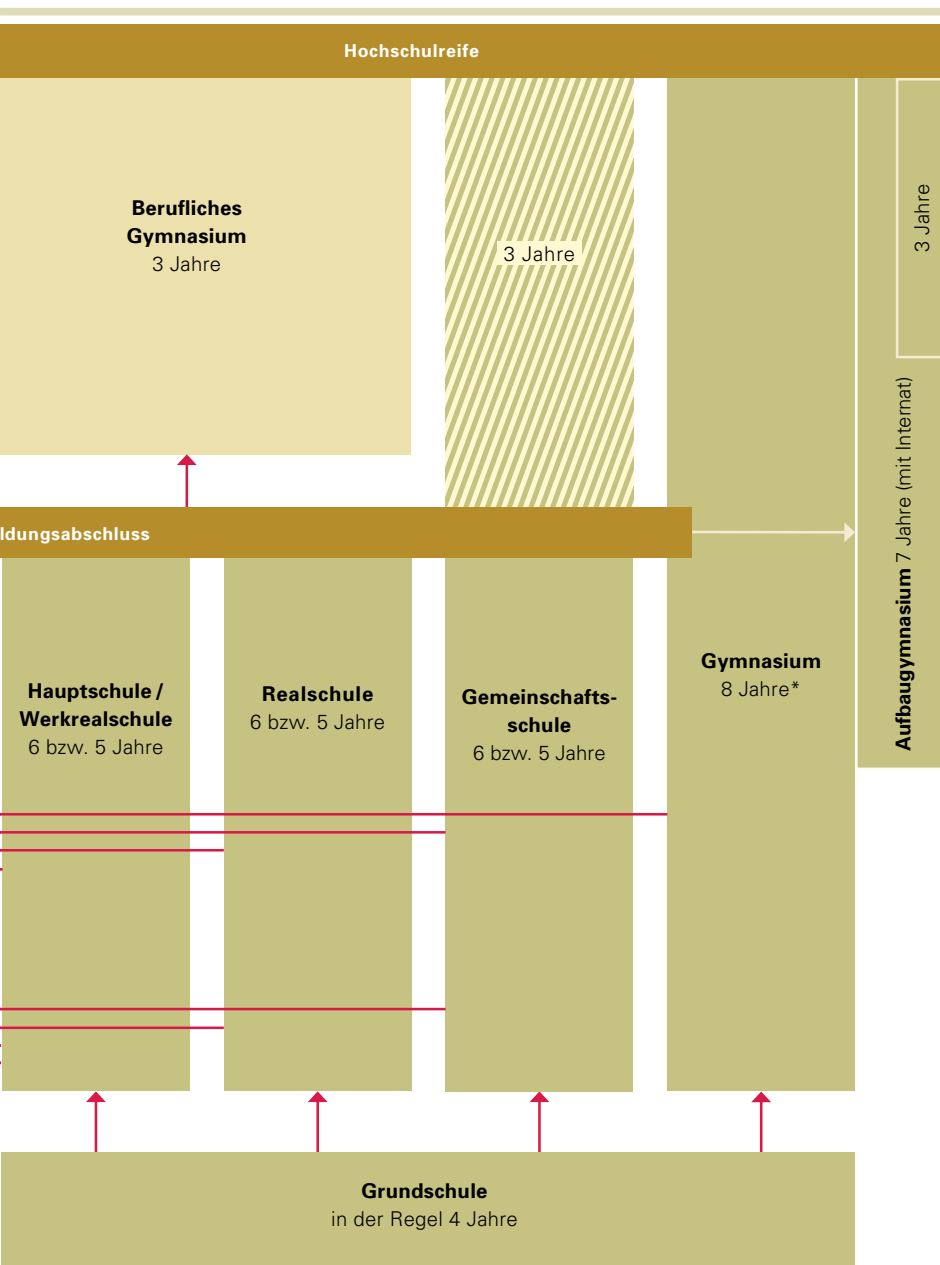 Hochschulreife
Berufliches
Gymnasium
3 Jahre
3 Jahre
3 Jahre
ldungsabschluss
Hauptschule /
Werkrealschule
6 bzw. 5 Jahre
Realschule
6 bzw. 5 Jahre
Gemeinschafts-
schule
6 bzw. 5 Jahre
Gymnasium
8 Jahre*
Aufbaugymnasium 7 Jahre (mit Internat)
Grundschule
in der Regel 4 Jahre